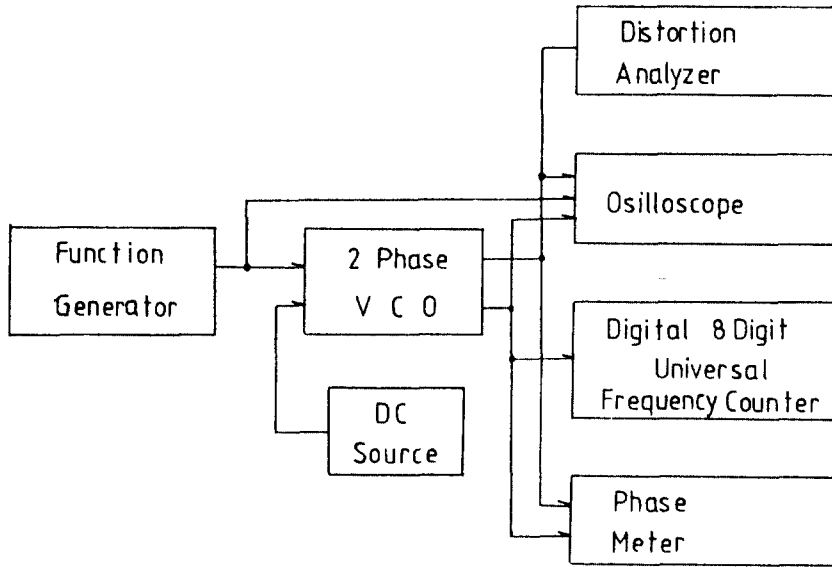 Distortion
Analyzer
Osilloscope
Function
Generator
2 Phase
V C O
Digital 8 Digit
Universal
Frequency Counter
DC
Source
Phase
Meter